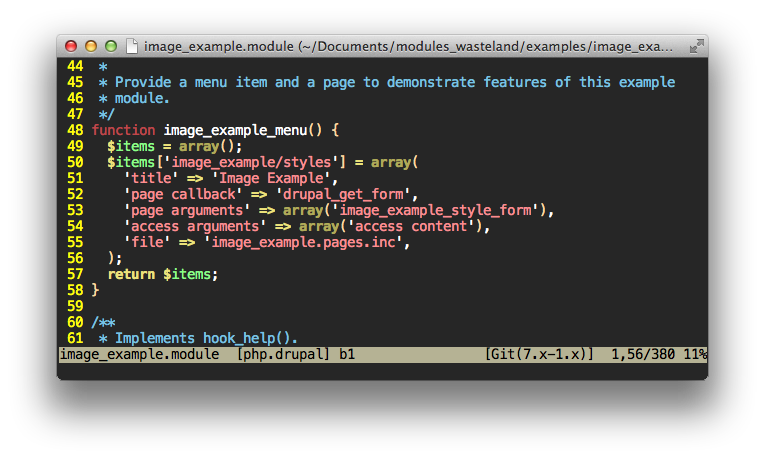 image_example.module (~/Documents/modules_wasteland/examples/image_exa...
44  *
45  * Provide a menu item and a page to demonstrate features of this example
46  * module.
47  */
48 function image_example_menu() {
49   $items = array();
50   $items['image_example/styles'] = array(
51     'title' => 'Image Example',
52     'page callback' => 'drupal_get_form',
53     'page arguments' => array('image_example_style_form'),
54     'access arguments' => array('access content'),
55     'file' => 'image_example.pages.inc',
56   );
57   return $items;
58 }
59
60 /**
61  * Implements hook_help().
image_example.module  [php.drupal] b1 [Git(7.x-1.x)]  1,56/380 11%